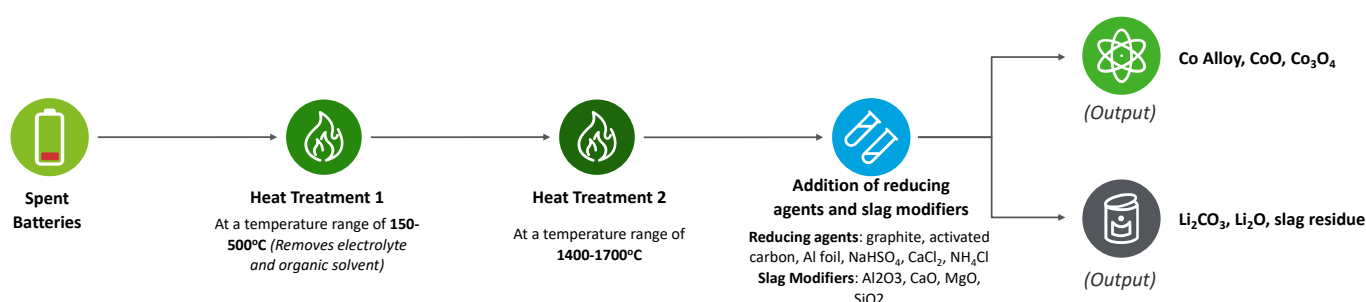 Spent
Batteries
Heat Treatment 1
At a temperature range of 150-
500°C (Removes electrolyte
and organic solvent)
Heat Treatment 2
At a temperature range of
1400-1700°C
Addition of reducing
agents and slag modifiers
Reducing agents: graphite, activated
carbon, Al foil, NaHSO₄, CaCl₂, NH₄Cl
Slag Modifiers: Al2O3, CaO, MgO,
SiO2
Co Alloy, CoO, Co₃O₄
(Output)
Li₂CO₃, Li₂O, slag residue
(Output)